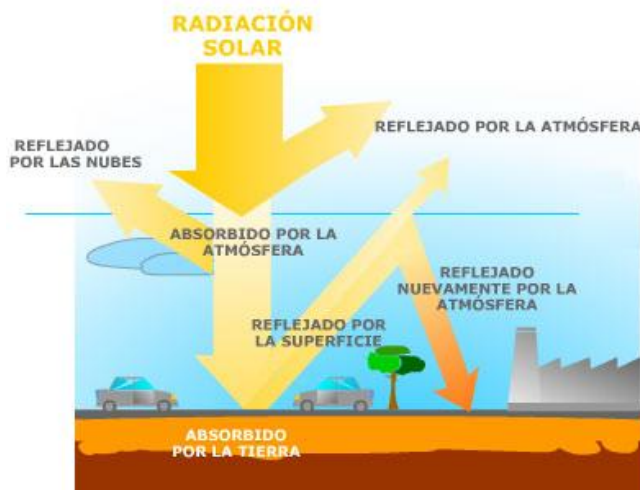 RADIACIÓN
SOLAR
REFLEJADO POR LA ATMÓSFERA
REFLEJADO
POR LAS NUBES
ABSORBIDO POR LA
ATMÓSFERA
REFLEJADO
NUEVAMENTE POR LA
ATMÓSFERA
REFLEJADO POR
LA SUPERFICIE
ABSORBIDO
POR LA TIERRA